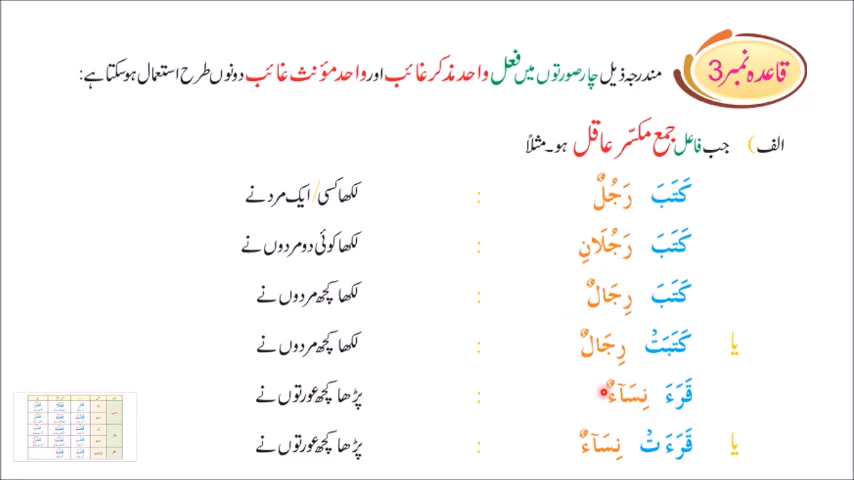 قاعدہ نمبر 3
مندرجہ ذیل چار صورتوں میں فعل واحد مذکر غائب اور واحد مؤنث غائب دونوں طرح استعمال ہو سکتا ہے:
الف) جب فاعل جمع مکسّر عاقل ہو۔ مثلاً
كَتَبَ رَجُلٌ : لکھا کسی/ایک مرد نے
كَتَبَ رَجُلَانِ : لکھا کوئی دو مردوں نے
كَتَبَ رِجَالٌ : لکھا کچھ مردوں نے
یا كَتَبَتْ رِجَالٌ : لکھا کچھ مردوں نے
قَرَءَ نِسَآءٌ : پڑھا کچھ عورتوں نے
یا قَرَءَتْ نِسَآءٌ : پڑھا کچھ عورتوں نے